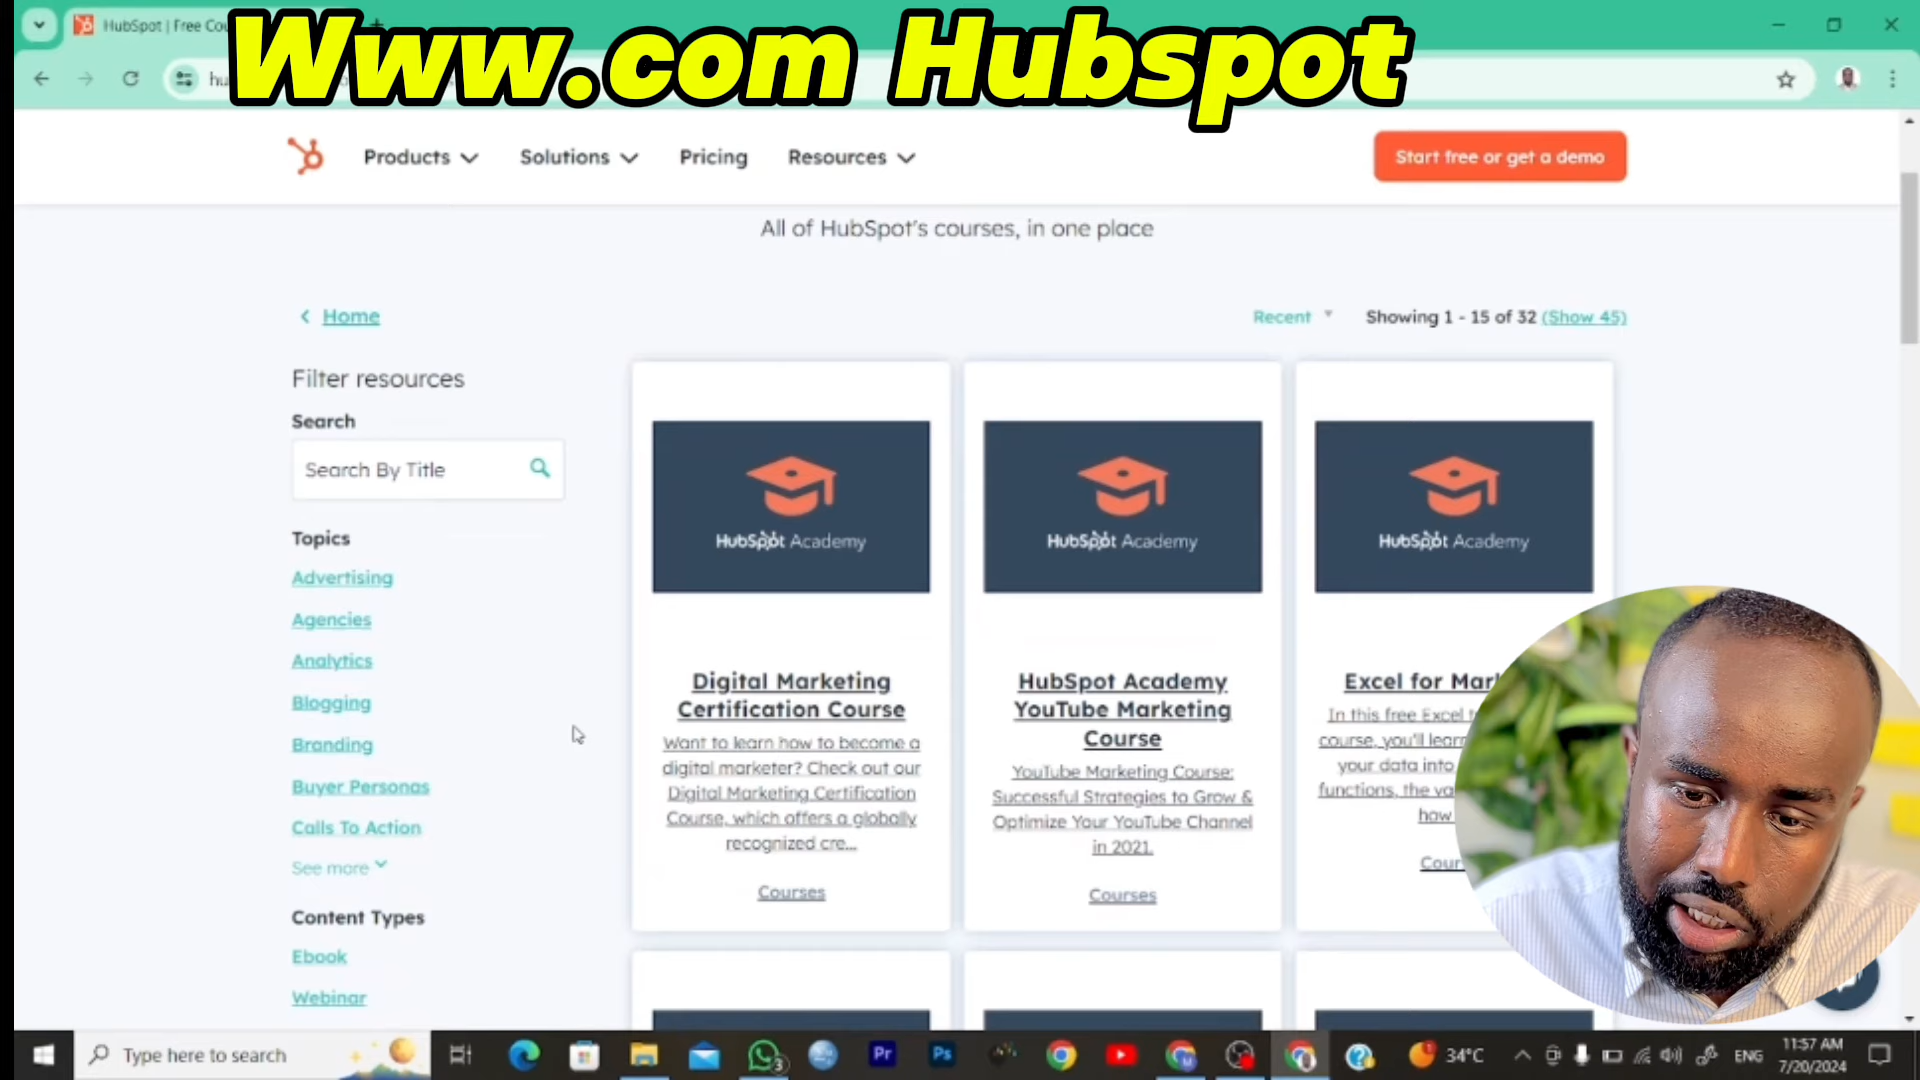 HubSpot | Free Cou
Www.com Hubspot
hu
Products
Solutions
Pricing
Resources
Start free or get a demo
All of HubSpot's courses, in one place
Home
Recent
Showing 1 - 15 of 32 (Show 45)
Filter resources
Search
Search By Title
Topics
Advertising
Agencies
Analytics
Blogging
Branding
Buyer Personas
Calls To Action
See more
Content Types
Ebook
Webinar
HubSpot Academy
Digital Marketing
Certification Course
Want to learn how to become a
digital marketer? Check out our
Digital Marketing Certification
Course, which offers a globally
recognized cre...
Courses
HubSpot Academy
HubSpot Academy
YouTube Marketing
Course
YouTube Marketing Course:
Successful Strategies to Grow &
Optimize Your YouTube Channel
in 2021.
Courses
HubSpot Academy
Excel for Mar
In this free Excel
course, you'll learn
your data into
functions, the va
how
Cour
Type here to search
3
Pr
Ps
34°C
ENG
11:57 AM
7/20/2024